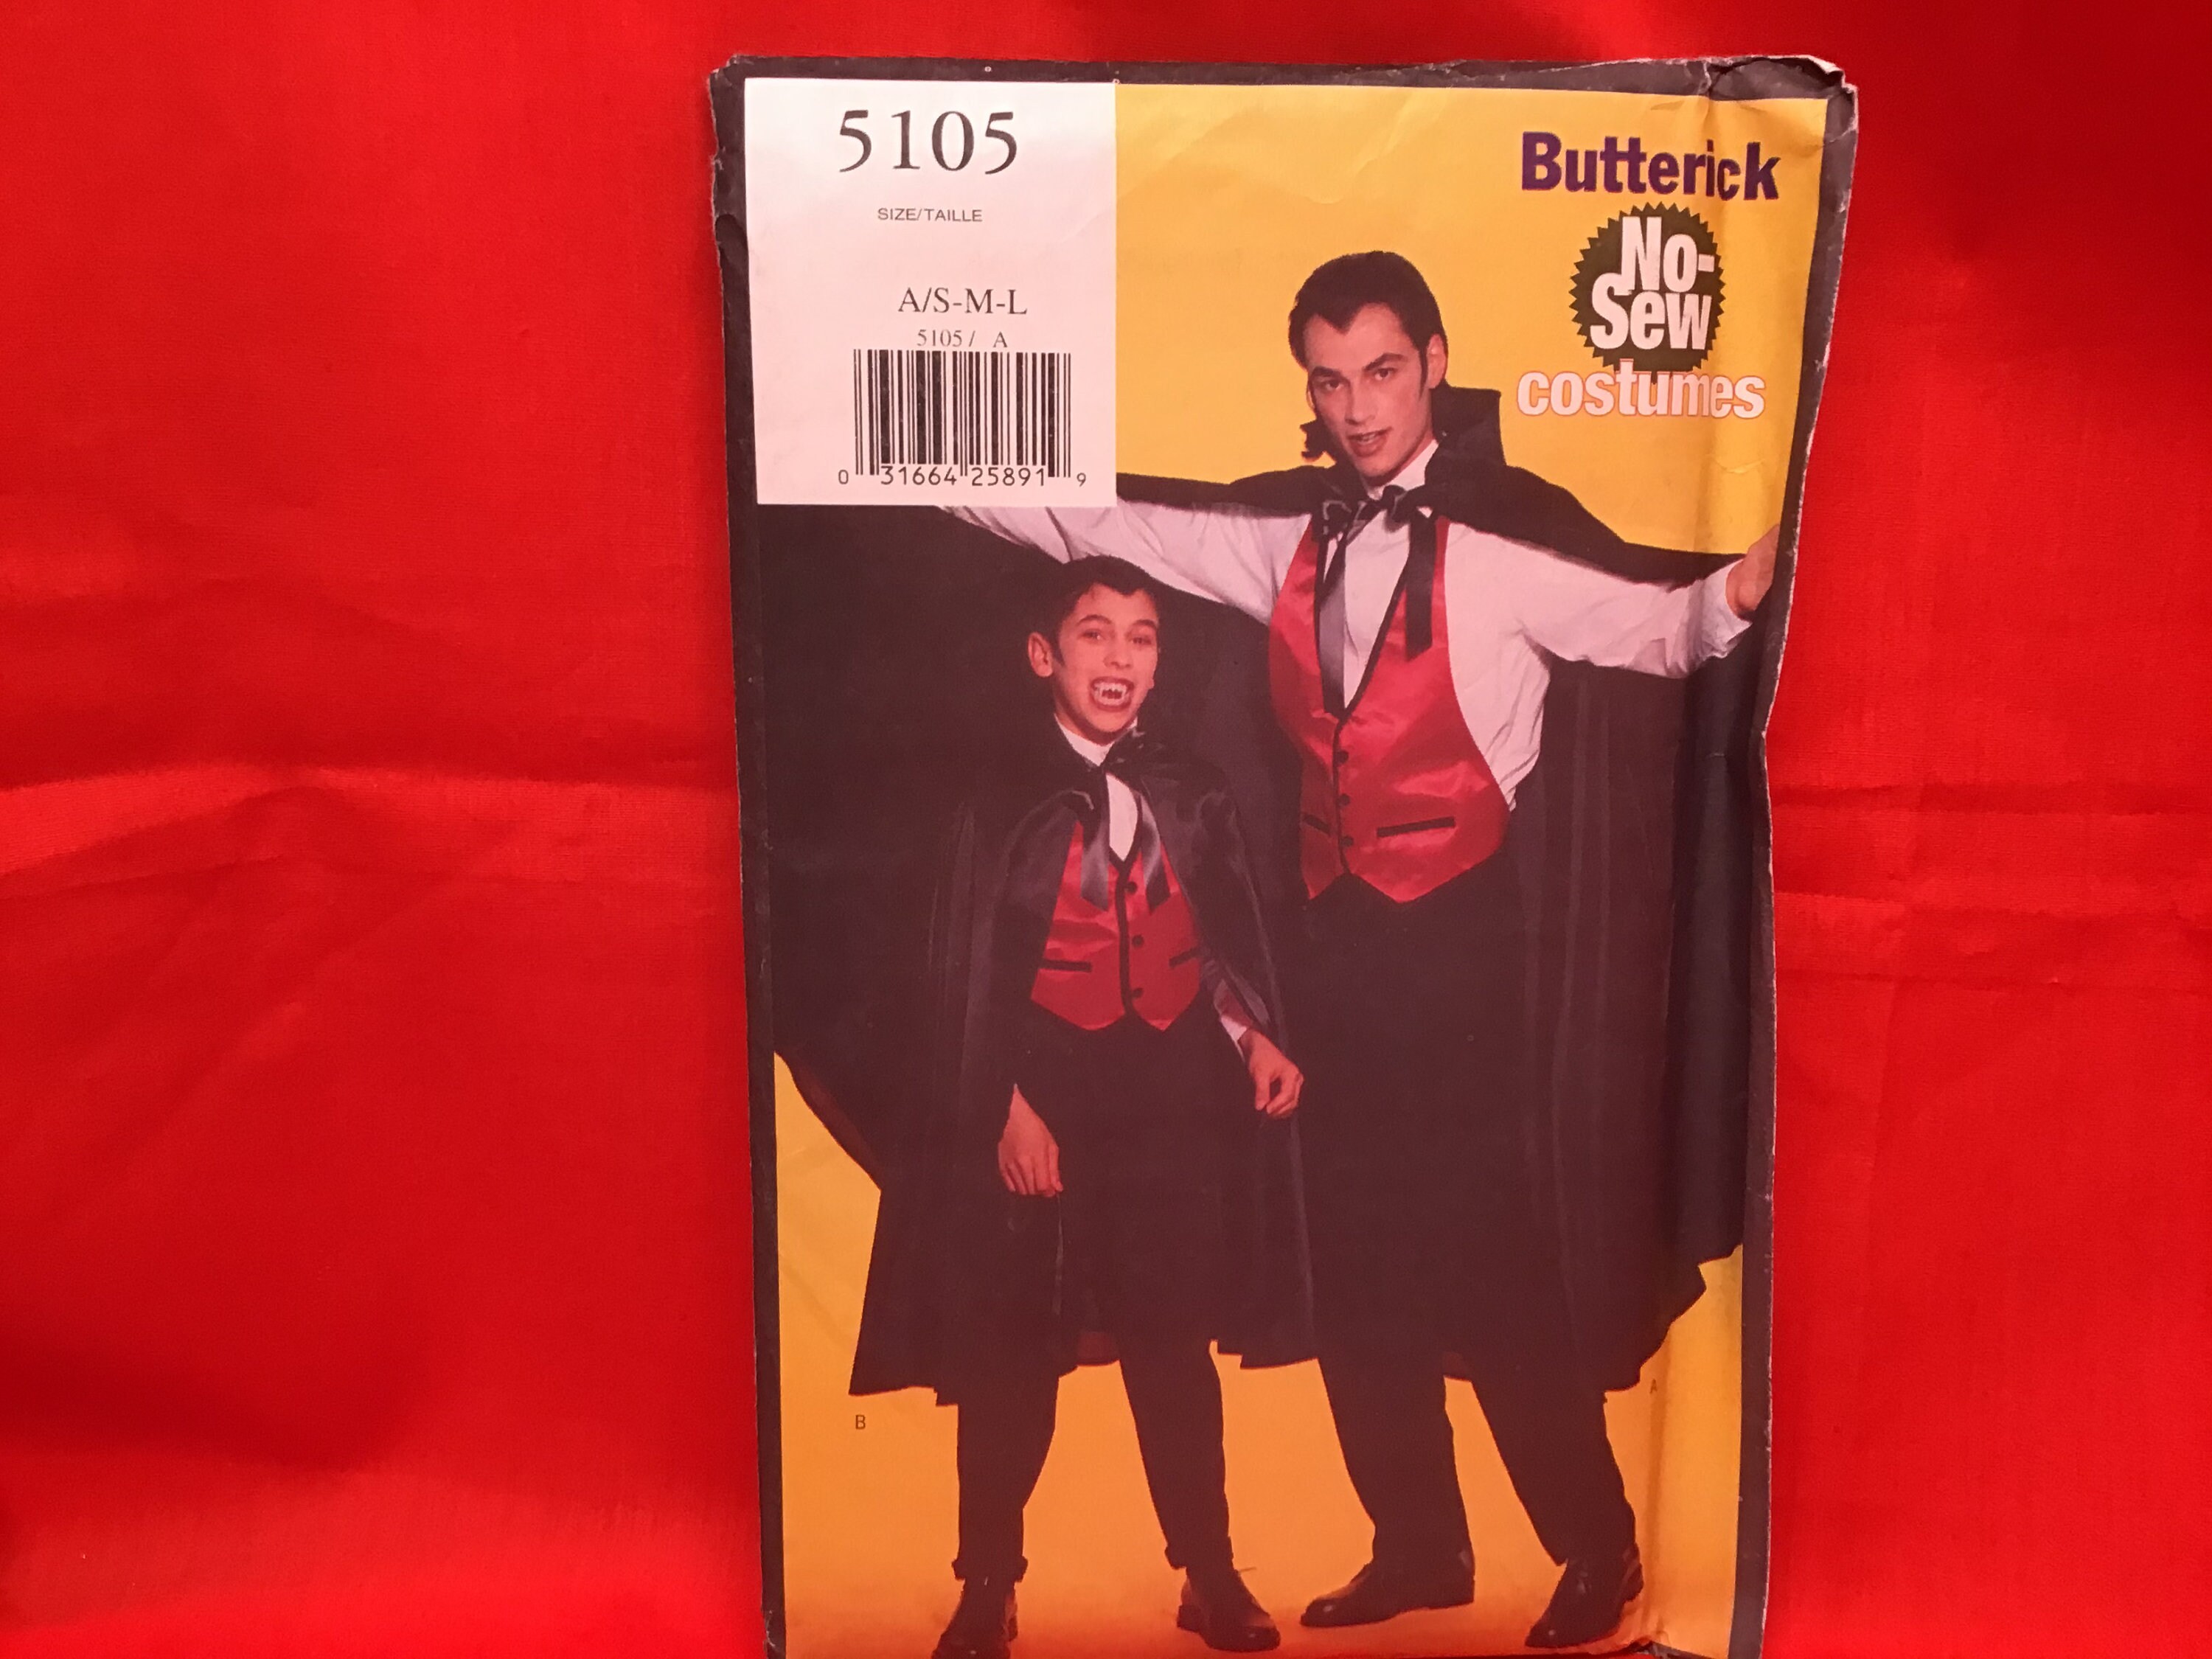 5105
SIZE/TAILLE
A/S-M-L
5105/ A
0 31664 25891 9
Butterick
No-
Sew
costumes
B
A